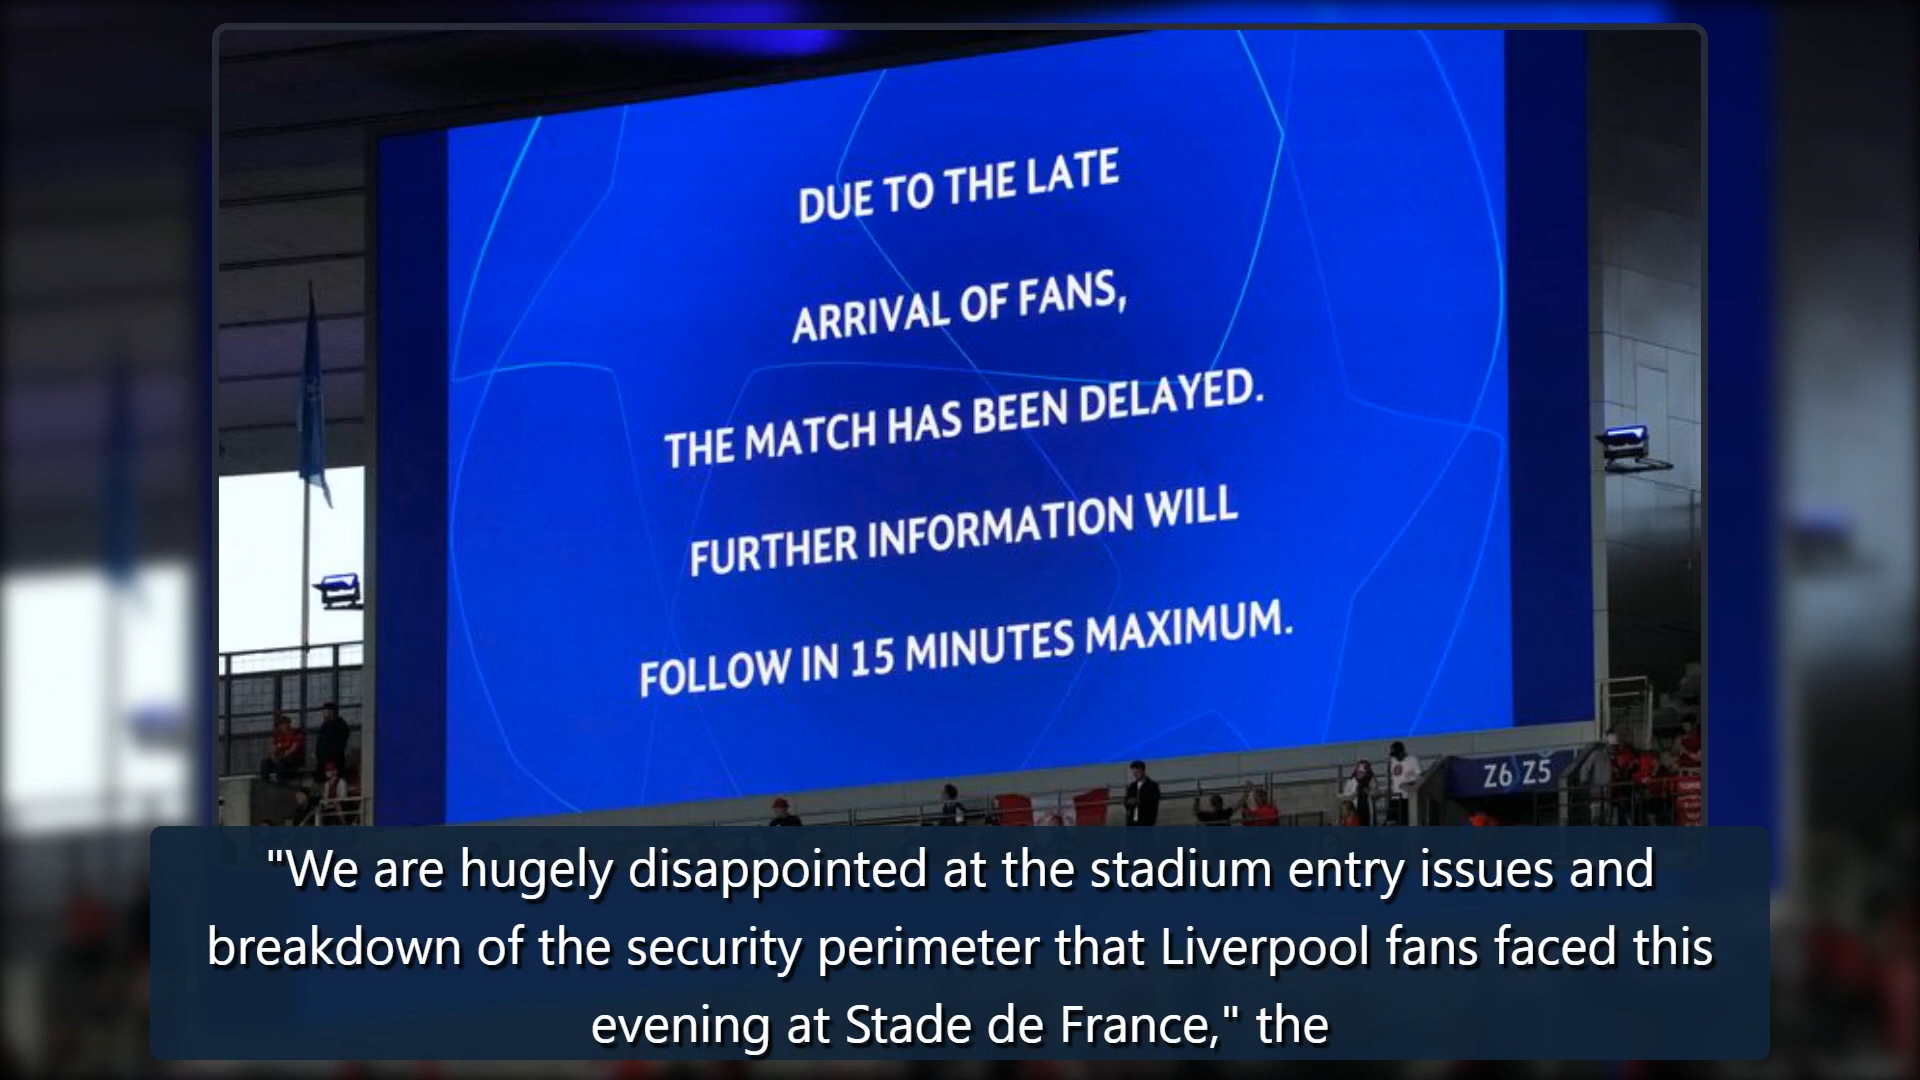 DUE TO THE LATE
ARRIVAL OF FANS,
THE MATCH HAS BEEN DELAYED.
FURTHER INFORMATION WILL
FOLLOW IN 15 MINUTES MAXIMUM.
Z6 Z5
"We are hugely disappointed at the stadium entry issues and
breakdown of the security perimeter that Liverpool fans faced this
evening at Stade de France," the